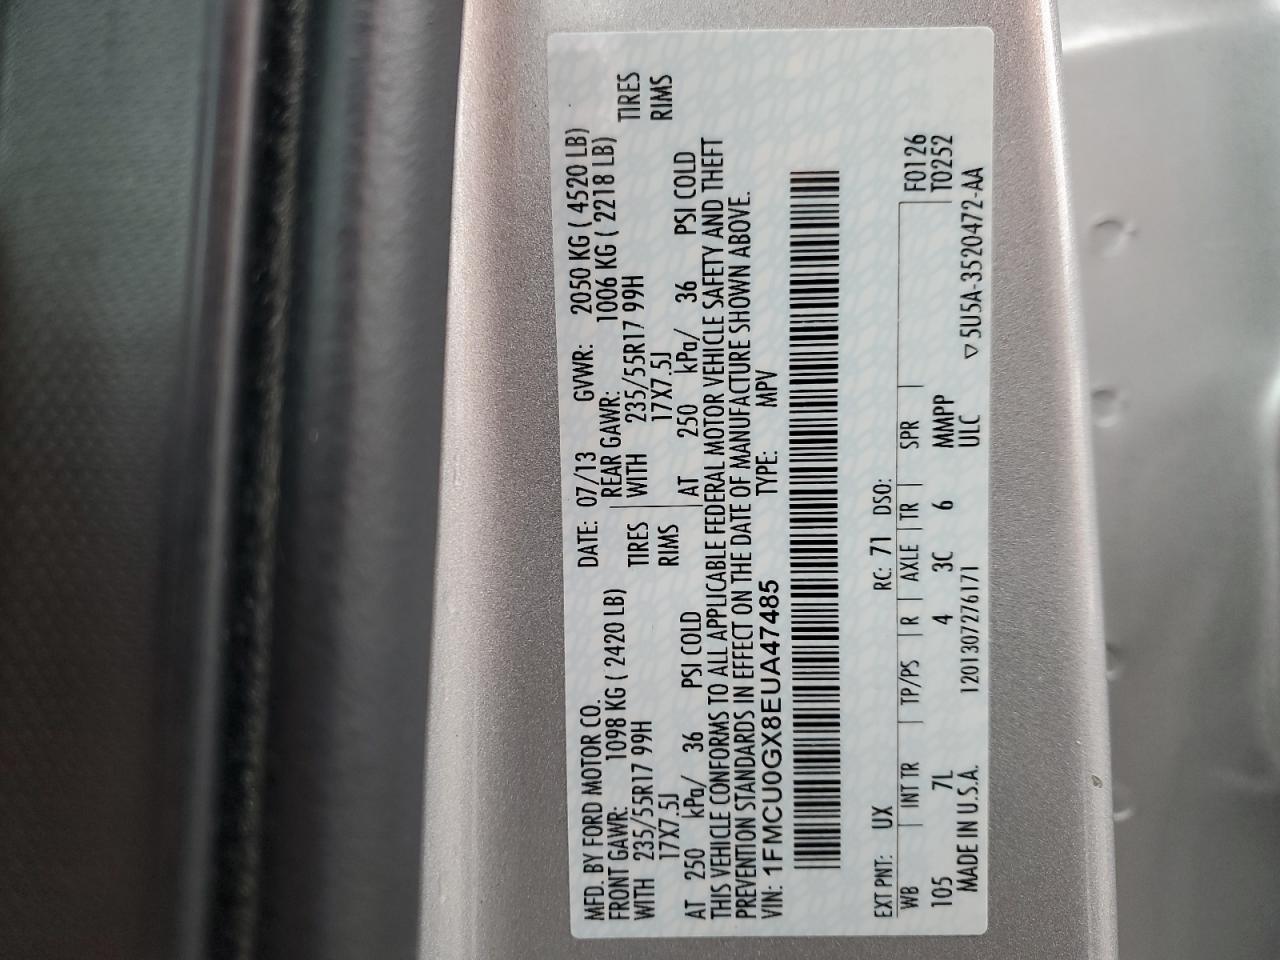 MFD. BY FORD MOTOR CO. DATE: 07/13 GVWR: 2050 KG ( 4520 LB)
FRONT GAWR: 1098 KG ( 2420 LB) REAR GAWR: 1006 KG ( 2218 LB)
WITH 235/55R17 99H TIRES WITH 235/55R17 99H TIRES
17X7.5J RIMS 17X7.5J RIMS
AT 250 kPa/ 36 PSI COLD AT 250 kPa/ 36 PSI COLD
THIS VEHICLE CONFORMS TO ALL APPLICABLE FEDERAL MOTOR VEHICLE SAFETY AND THEFT
PREVENTION STANDARDS IN EFFECT ON THE DATE OF MANUFACTURE SHOWN ABOVE.
VIN: 1FMCU0GX8EUA47485 TYPE: MPV
EXT PNT: UX RC: 71 DSO:
WB INT TR TP/PS R AXLE TR SPR F0126
105 7L 4 3C 6 MMPP T0252
MADE IN U.S.A. 1201307276171 ULC ▽5U5A-3520472-AA